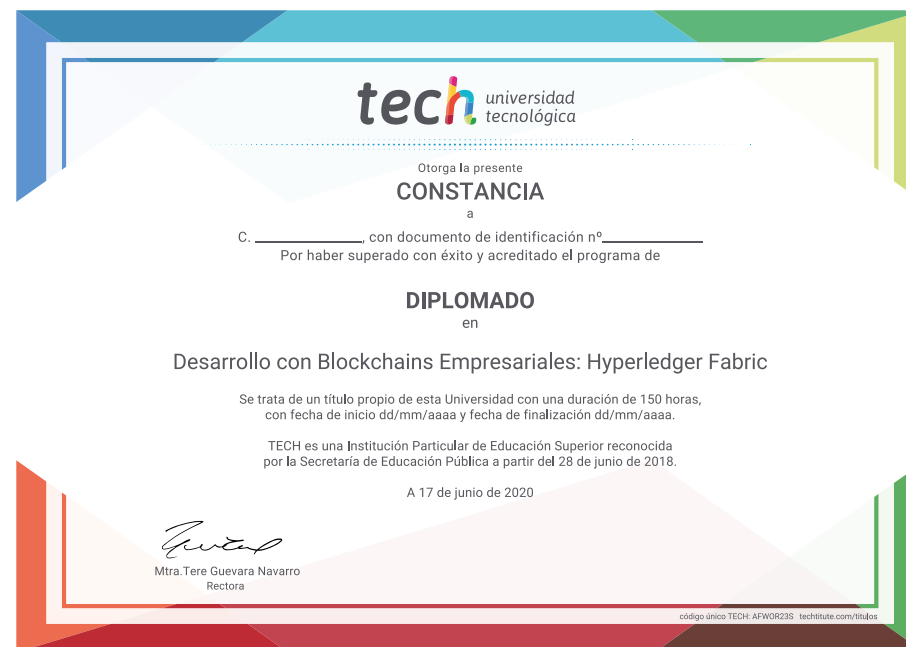 tech universidad
tecnológica
Otorga la presente
CONSTANCIA
a
C. ____________, con documento de identificación nº____________
Por haber superado con éxito y acreditado el programa de
DIPLOMADO
en
Desarrollo con Blockchains Empresariales: Hyperledger Fabric
Se trata de un título propio de esta Universidad con una duración de 150 horas,
con fecha de inicio dd/mm/aaaa y fecha de finalización dd/mm/aaaa.
TECH es una Institución Particular de Educación Superior reconocida
por la Secretaría de Educación Pública a partir del 28 de junio de 2018.
A 17 de junio de 2020
Mtra.Tere Guevara Navarro
Rectora
código único TECH: AFWOR23S techtitute.com/titulos